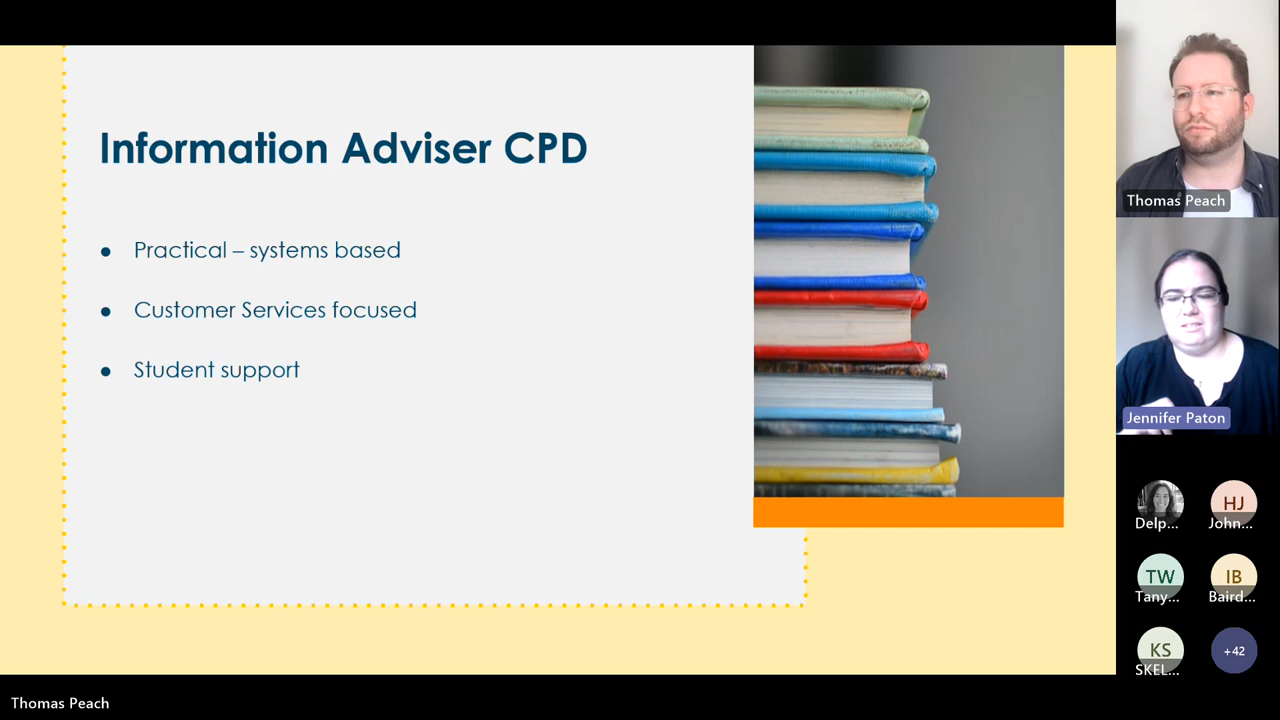 Information Adviser CPD
● Practical – systems based
● Customer Services focused
● Student support
Thomas Peach
Jennifer Paton
Delp...
HJ
John...
TW
Tany...
IB
Baird...
KS
SKEL...
+42
Thomas Peach